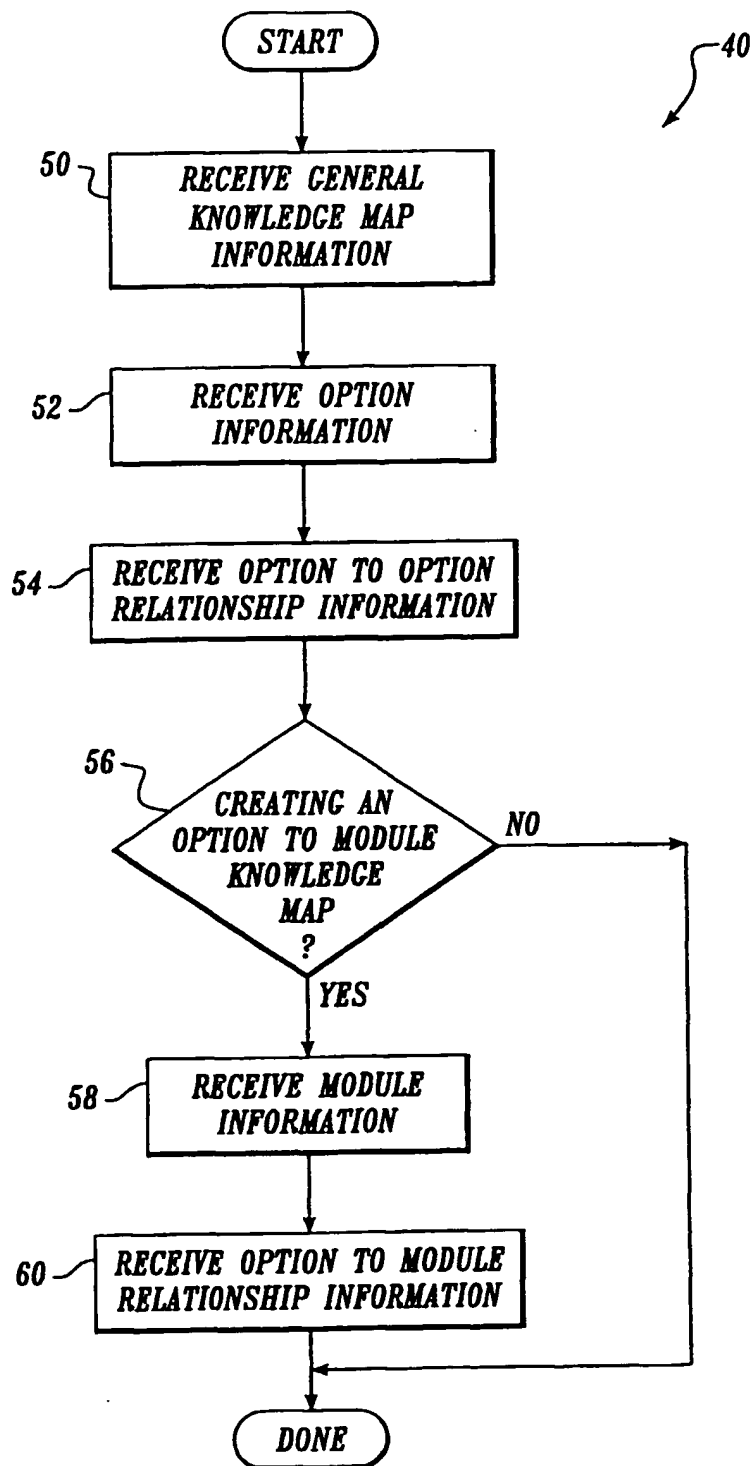 START
40
50
RECEIVE GENERAL
KNOWLEDGE MAP
INFORMATION
52
RECEIVE OPTION
INFORMATION
54
RECEIVE OPTION TO OPTION
RELATIONSHIP INFORMATION
56
CREATING AN
OPTION TO MODULE
KNOWLEDGE
MAP
?
NO
YES
58
RECEIVE MODULE
INFORMATION
60
RECEIVE OPTION TO MODULE
RELATIONSHIP INFORMATION
DONE